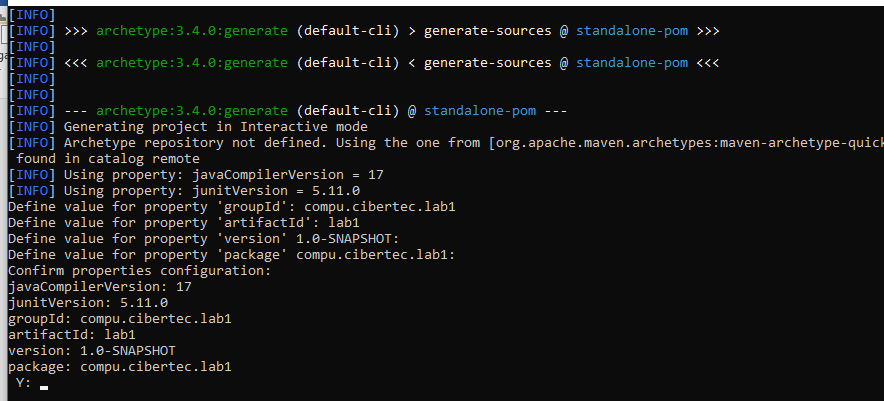 [INFO]
[INFO] >>> archetype:3.4.0:generate (default-cli) > generate-sources @ standalone-pom >>>
[INFO]
[INFO] <<< archetype:3.4.0:generate (default-cli) < generate-sources @ standalone-pom <<<
[INFO]
[INFO]
[INFO] --- archetype:3.4.0:generate (default-cli) @ standalone-pom ---
[INFO] Generating project in Interactive mode
[INFO] Archetype repository not defined. Using the one from [org.apache.maven.archetypes:maven-archetype-quick
found in catalog remote
[INFO] Using property: javaCompilerVersion = 17
[INFO] Using property: junitVersion = 5.11.0
Define value for property 'groupId': compu.cibertec.lab1
Define value for property 'artifactId': lab1
Define value for property 'version' 1.0-SNAPSHOT:
Define value for property 'package' compu.cibertec.lab1:
Confirm properties configuration:
javaCompilerVersion: 17
junitVersion: 5.11.0
groupId: compu.cibertec.lab1
artifactId: lab1
version: 1.0-SNAPSHOT
package: compu.cibertec.lab1
Y: